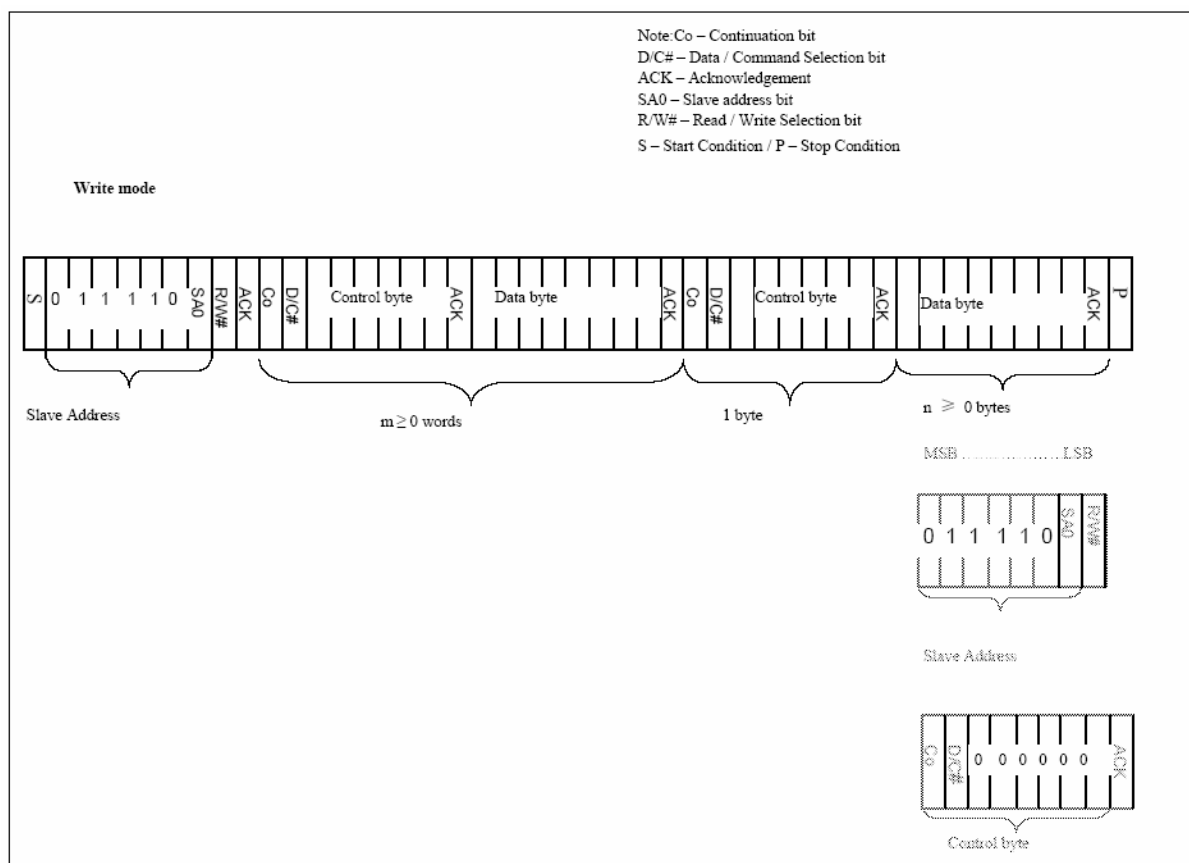 Note:Co – Continuation bit
D/C# – Data / Command Selection bit
ACK – Acknowledgement
SA0 – Slave address bit
R/W# – Read / Write Selection bit
S – Start Condition / P – Stop Condition
Write mode
S 0 1 1 1 1 0 SA0 R/W# ACK Co D/C# Control byte ACK Data byte ACK Co D/C# Control byte ACK Data byte ACK P
Slave Address
m ≥ 0 words
1 byte
n ≥ 0 bytes
MSB ......................LSB
0 1 1 1 1 0 SA0 R/W#
Slave Address
Co D/C# 0 0 0 0 0 0 ACK
Control byte